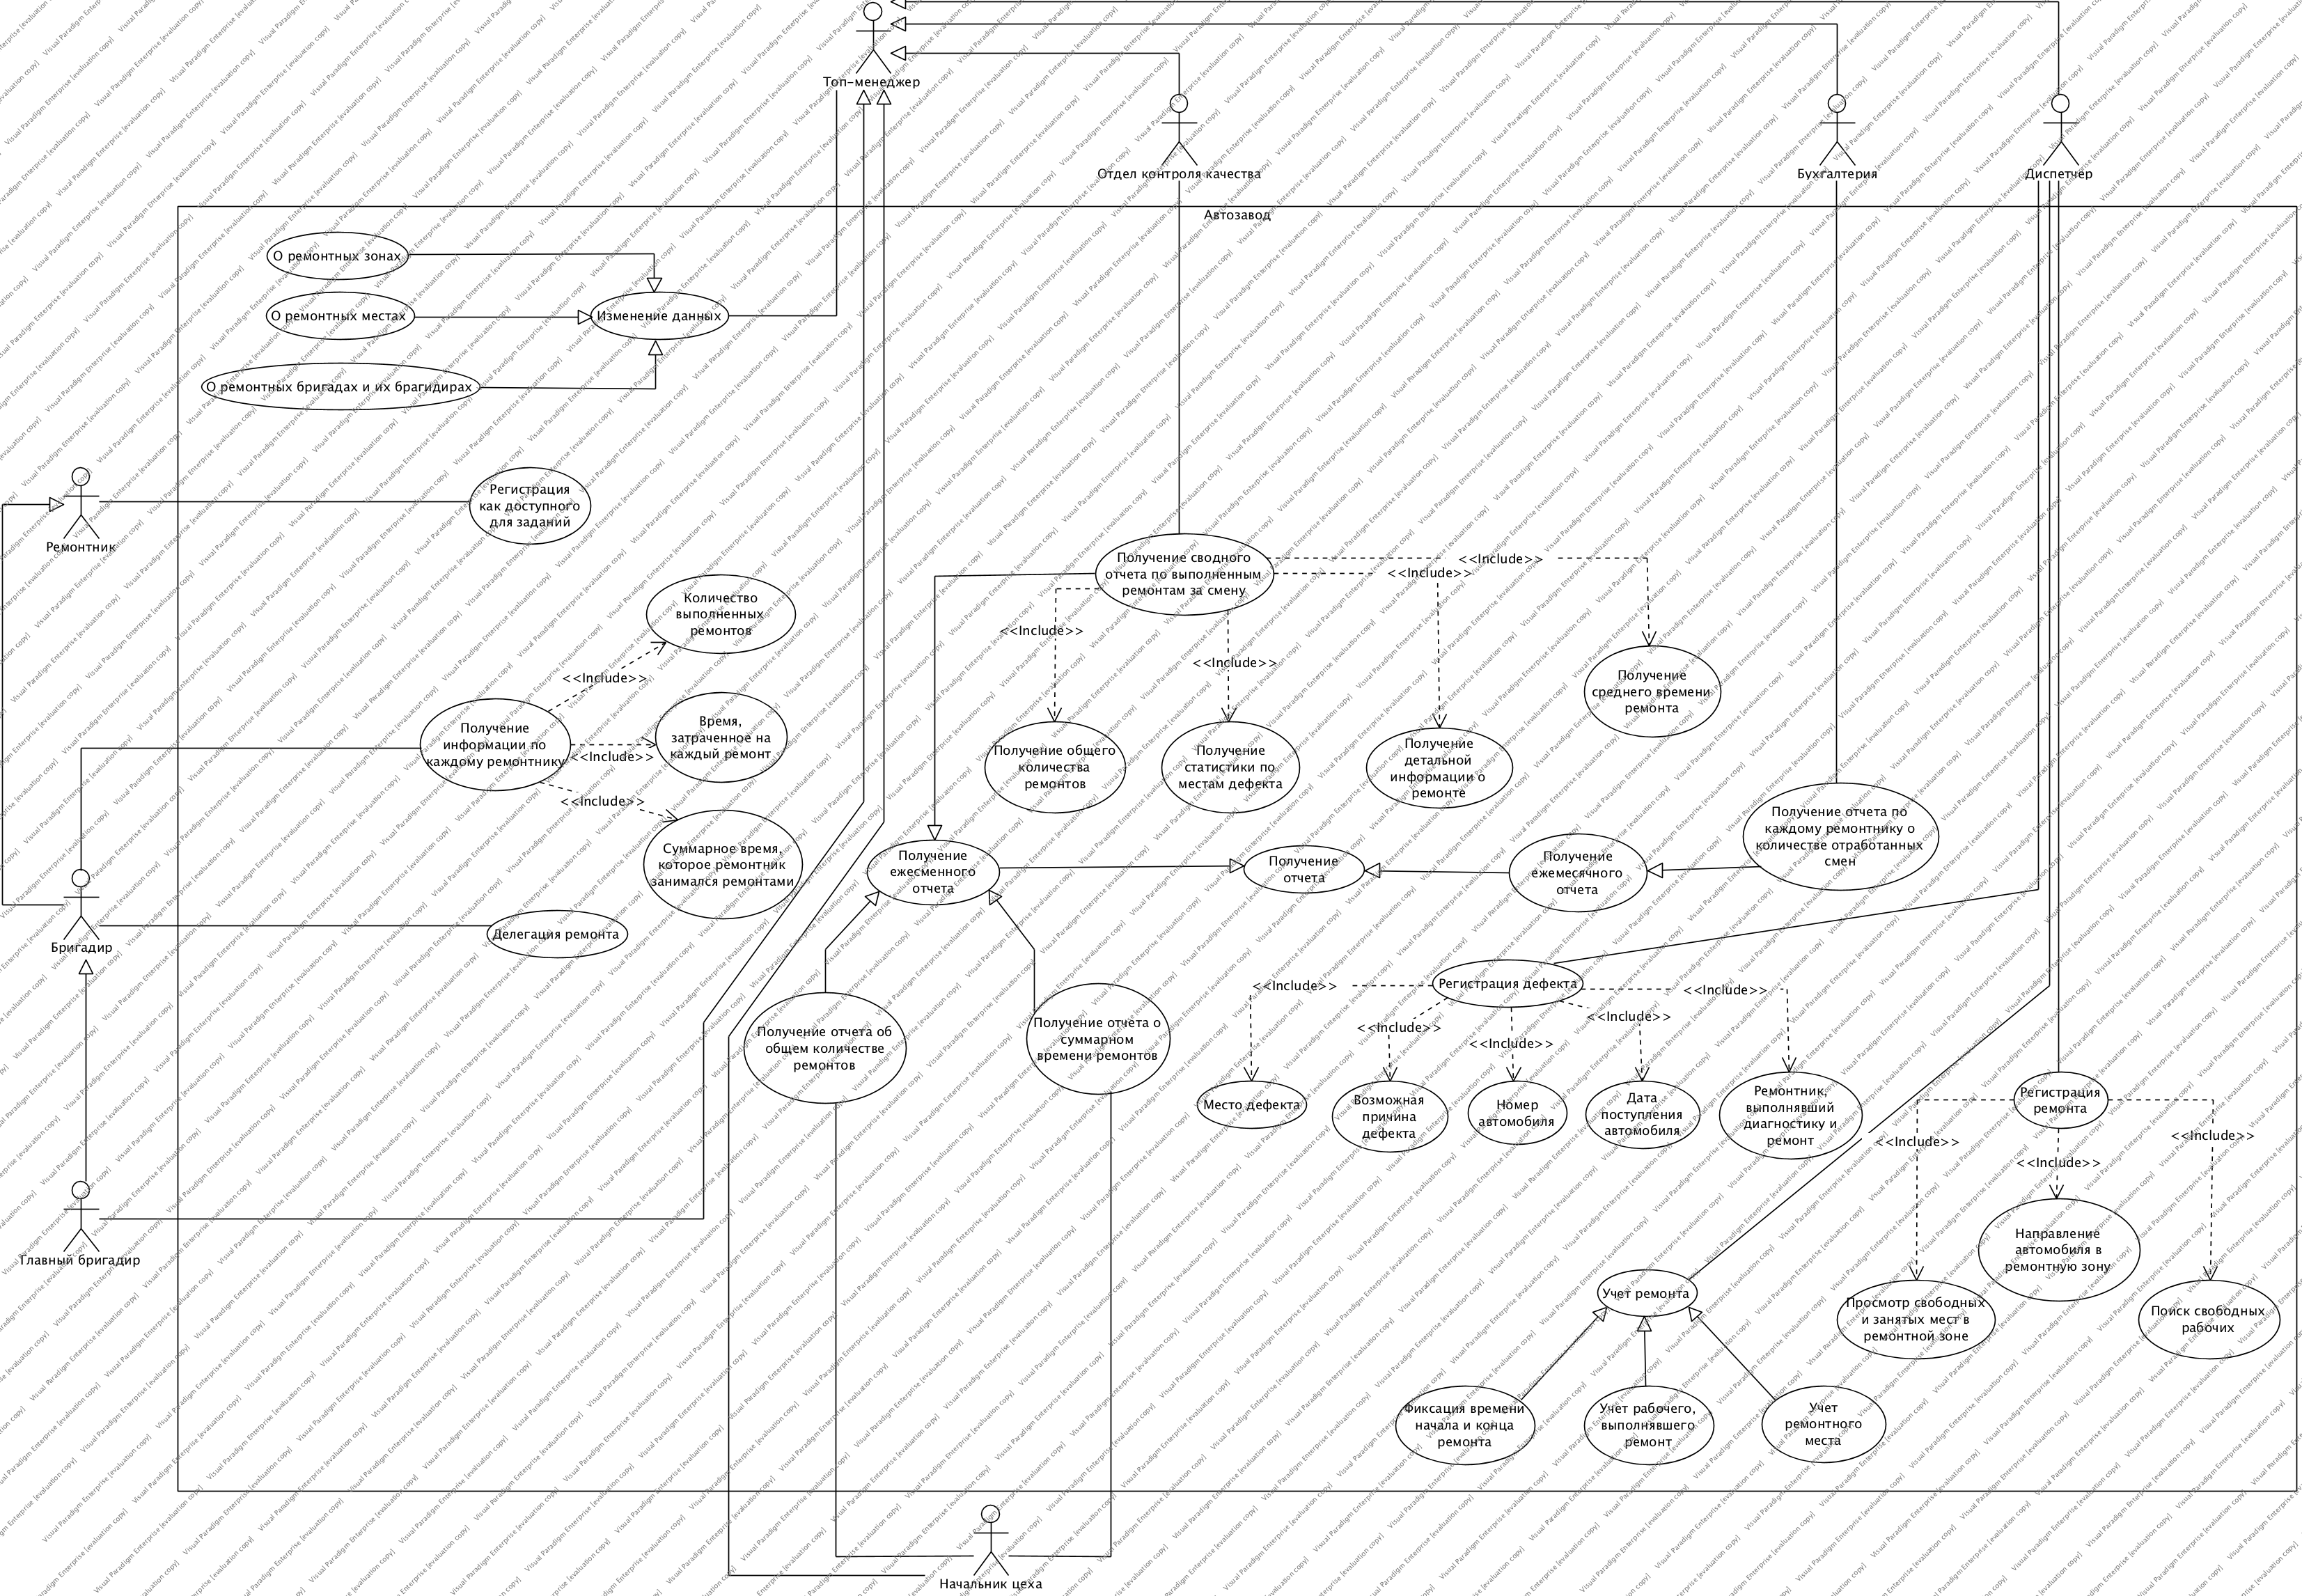 Топ-менеджер
Отдел контроля качества
Бухгалтерия
Диспетчер
Автозавод
О ремонтных зонах
О ремонтных местах
Изменение данных
О ремонтных бригадах и их брагидирах
Ремонтник
Регистрация
как доступного
для заданий
Получение сводного
отчета по выполненным
ремонтам за смену
<<Include>>
<<Include>>
<<Include>>
<<Include>>
Количество
выполненных
ремонтов
<<Include>>
Получение
информации по
каждому ремонтнику
<<Include>>
Время,
затраченное на
каждый ремонт
<<Include>>
Суммарное время,
которое ремонтник
занимался ремонтами
Получение
среднего времени
ремонта
Получение общего
количества
ремонтов
Получение
статистики по
местам дефекта
Получение
детальной
информации о
ремонте
Получение отчета по
каждому ремонтнику о
количестве отработанных
смен
Получение
ежесменного
отчета
Получение
отчета
Получение
ежемесячного
отчета
Бригадир
Делегация ремонта
Регистрация дефекта
<<Include>>
<<Include>>
<<Include>>
<<Include>>
<<Include>>
Получение отчета об
общем количестве
ремонтов
Получение отчета о
суммарном
времени ремонтов
Место дефекта
Возможная
причина
дефекта
Номер
автомобиля
Дата
поступления
автомобиля
Ремонтник,
выполнявший
диагностику и
ремонт
Регистрация
ремонта
<<Include>>
<<Include>>
<<Include>>
Главный бригадир
Направление
автомобиля в
ремонтную зону
Учет ремонта
Просмотр свободных
и занятых мест в
ремонтной зоне
Поиск свободных
рабочих
Фиксация времени
начала и конца
ремонта
Учет рабочего,
выполнявшего
ремонт
Учет
ремонтного
места
Начальник цеха
Visual Paradigm Enterprise [evaluation copy]